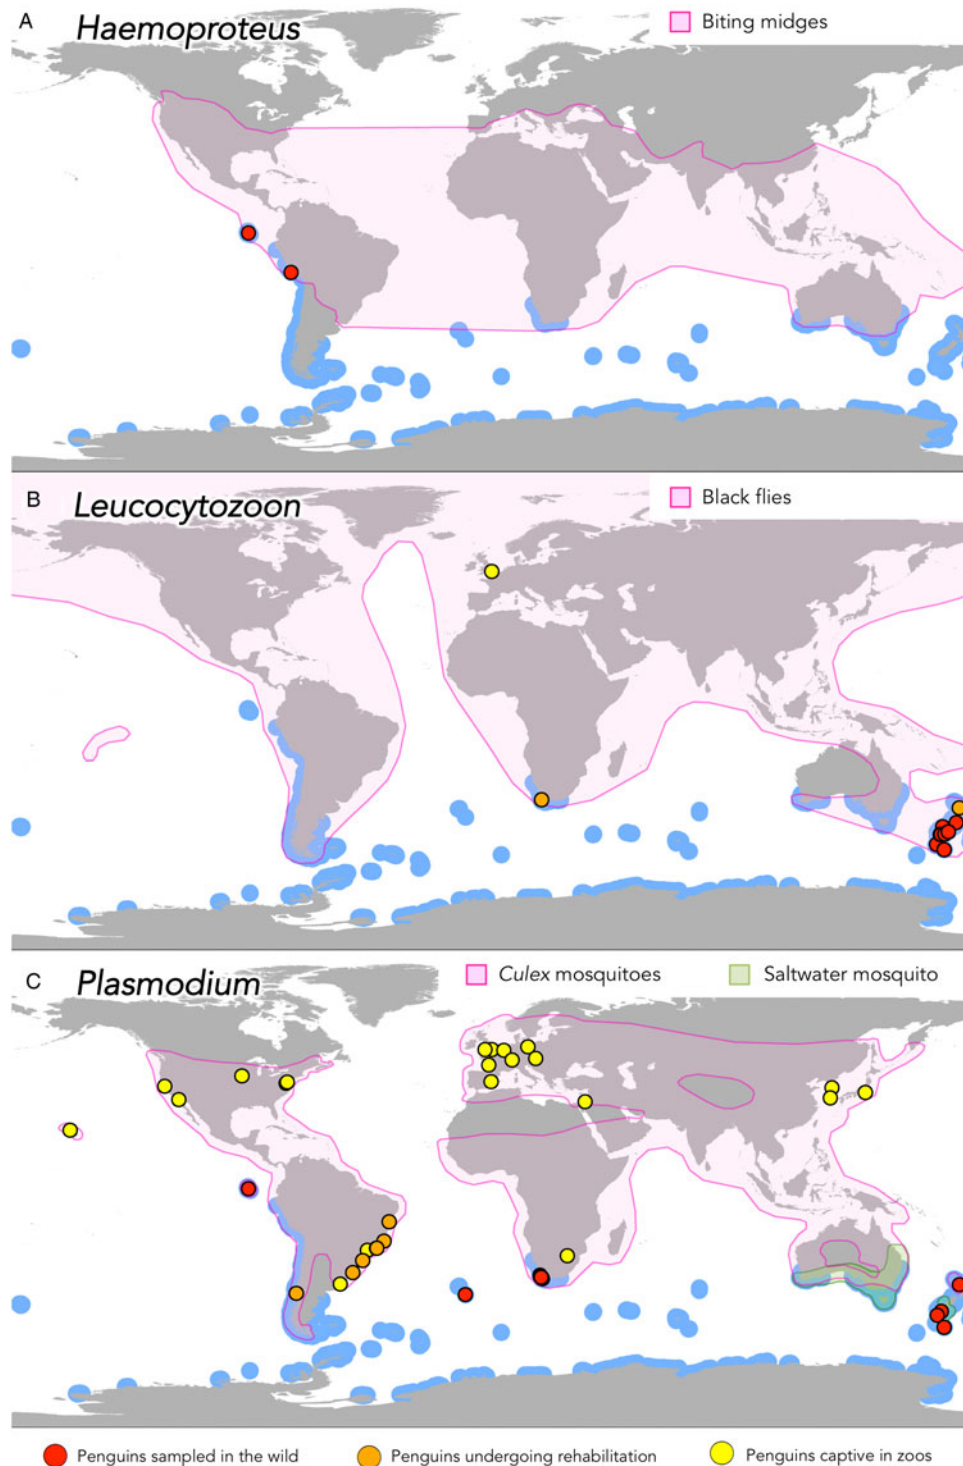 A Haemoproteus
Biting midges
B Leucocytozoon
Black flies
C Plasmodium
Culex mosquitoes
Saltwater mosquito
Penguins sampled in the wild
Penguins undergoing rehabilitation
Penguins captive in zoos